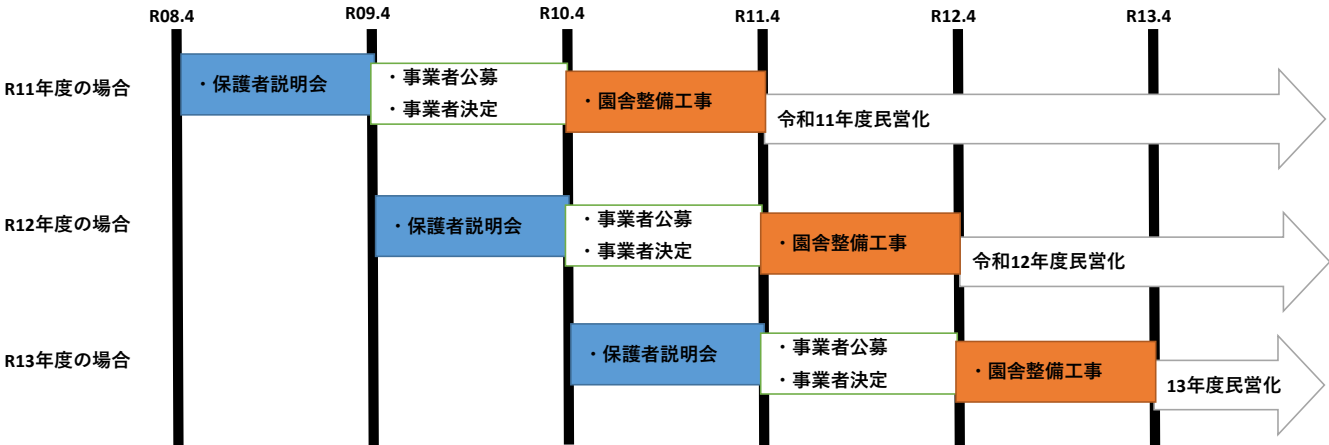 R08.4 R09.4 R10.4 R11.4 R12.4 R13.4
R11年度の場合
・保護者説明会
・事業者公募
・事業者決定
・園舎整備工事
令和11年度民営化
R12年度の場合
・保護者説明会
・事業者公募
・事業者決定
・園舎整備工事
令和12年度民営化
R13年度の場合
・保護者説明会
・事業者公募
・事業者決定
・園舎整備工事
13年度民営化